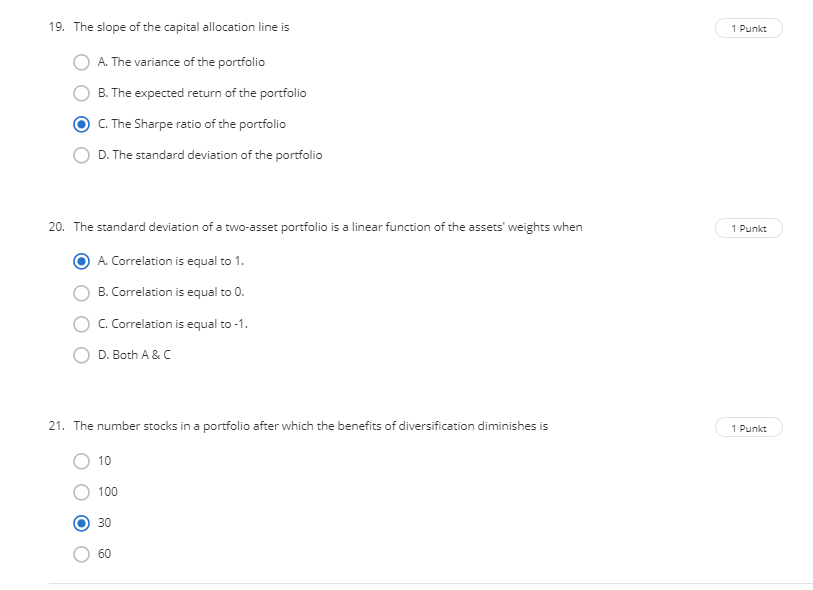 19. The slope of the capital allocation line is
1 Punkt
A. The variance of the portfolio
B. The expected return of the portfolio
C. The Sharpe ratio of the portfolio
D. The standard deviation of the portfolio
20. The standard deviation of a two-asset portfolio is a linear function of the assets' weights when
1 Punkt
A. Correlation is equal to 1.
B. Correlation is equal to 0.
C. Correlation is equal to -1.
D. Both A & C
21. The number stocks in a portfolio after which the benefits of diversification diminishes is
1 Punkt
10
100
30
60